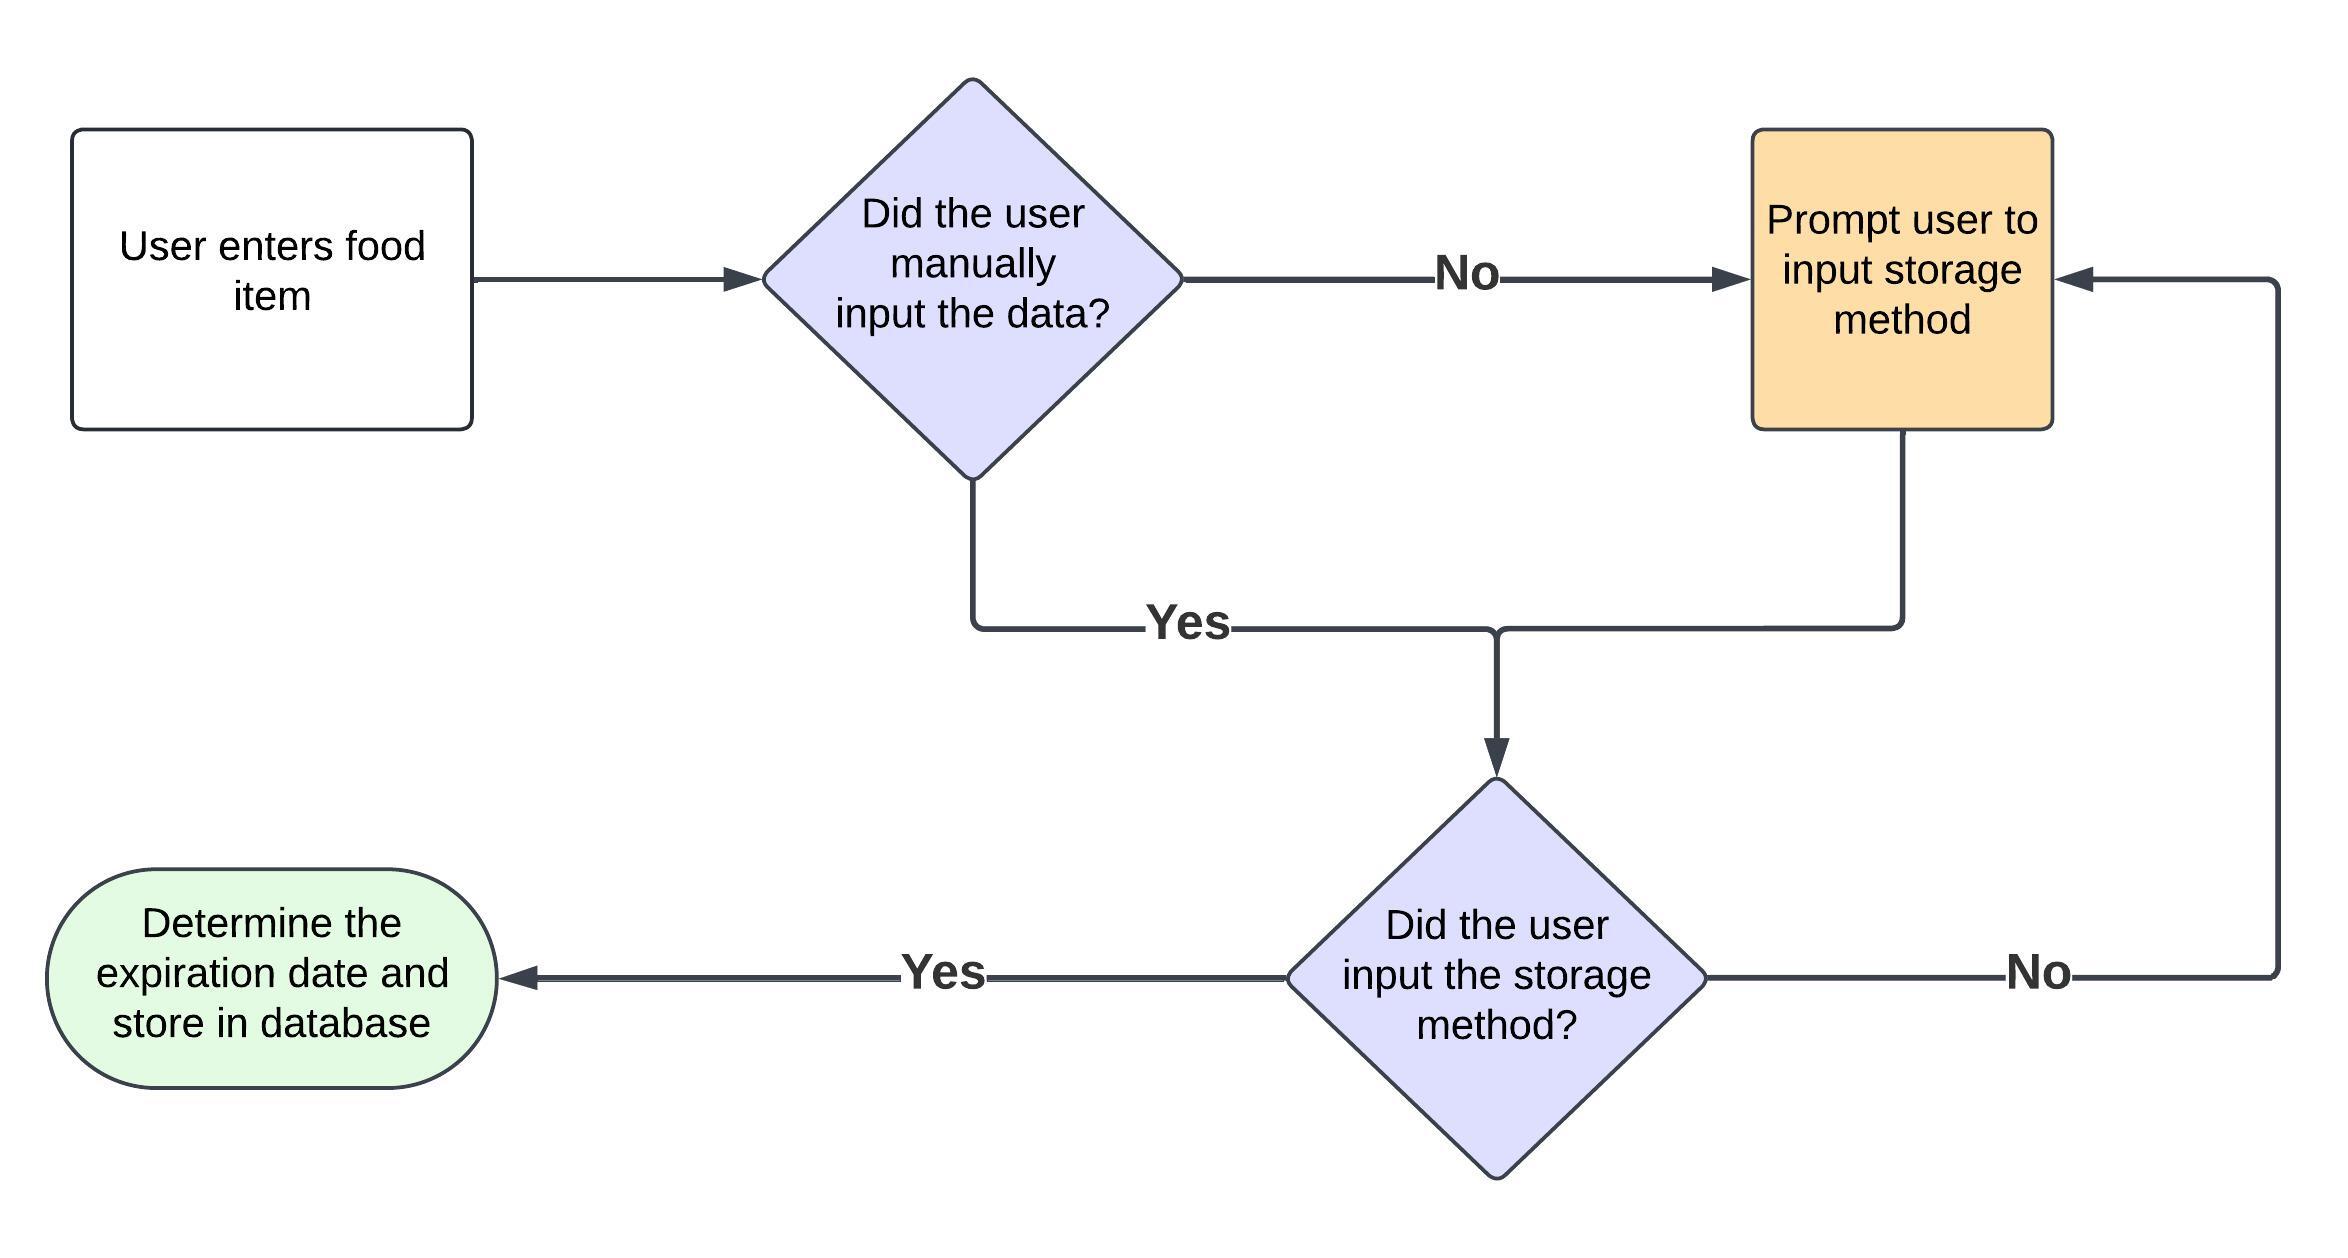 User enters food
item
Did the user
manually
input the data?
No
Prompt user to
input storage
method
Yes
Did the user
input the storage
method?
No
Yes
Determine the
expiration date and
store in database